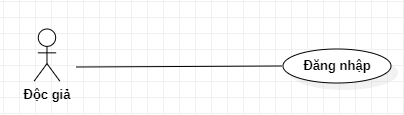 Đăng nhập
Độc giả